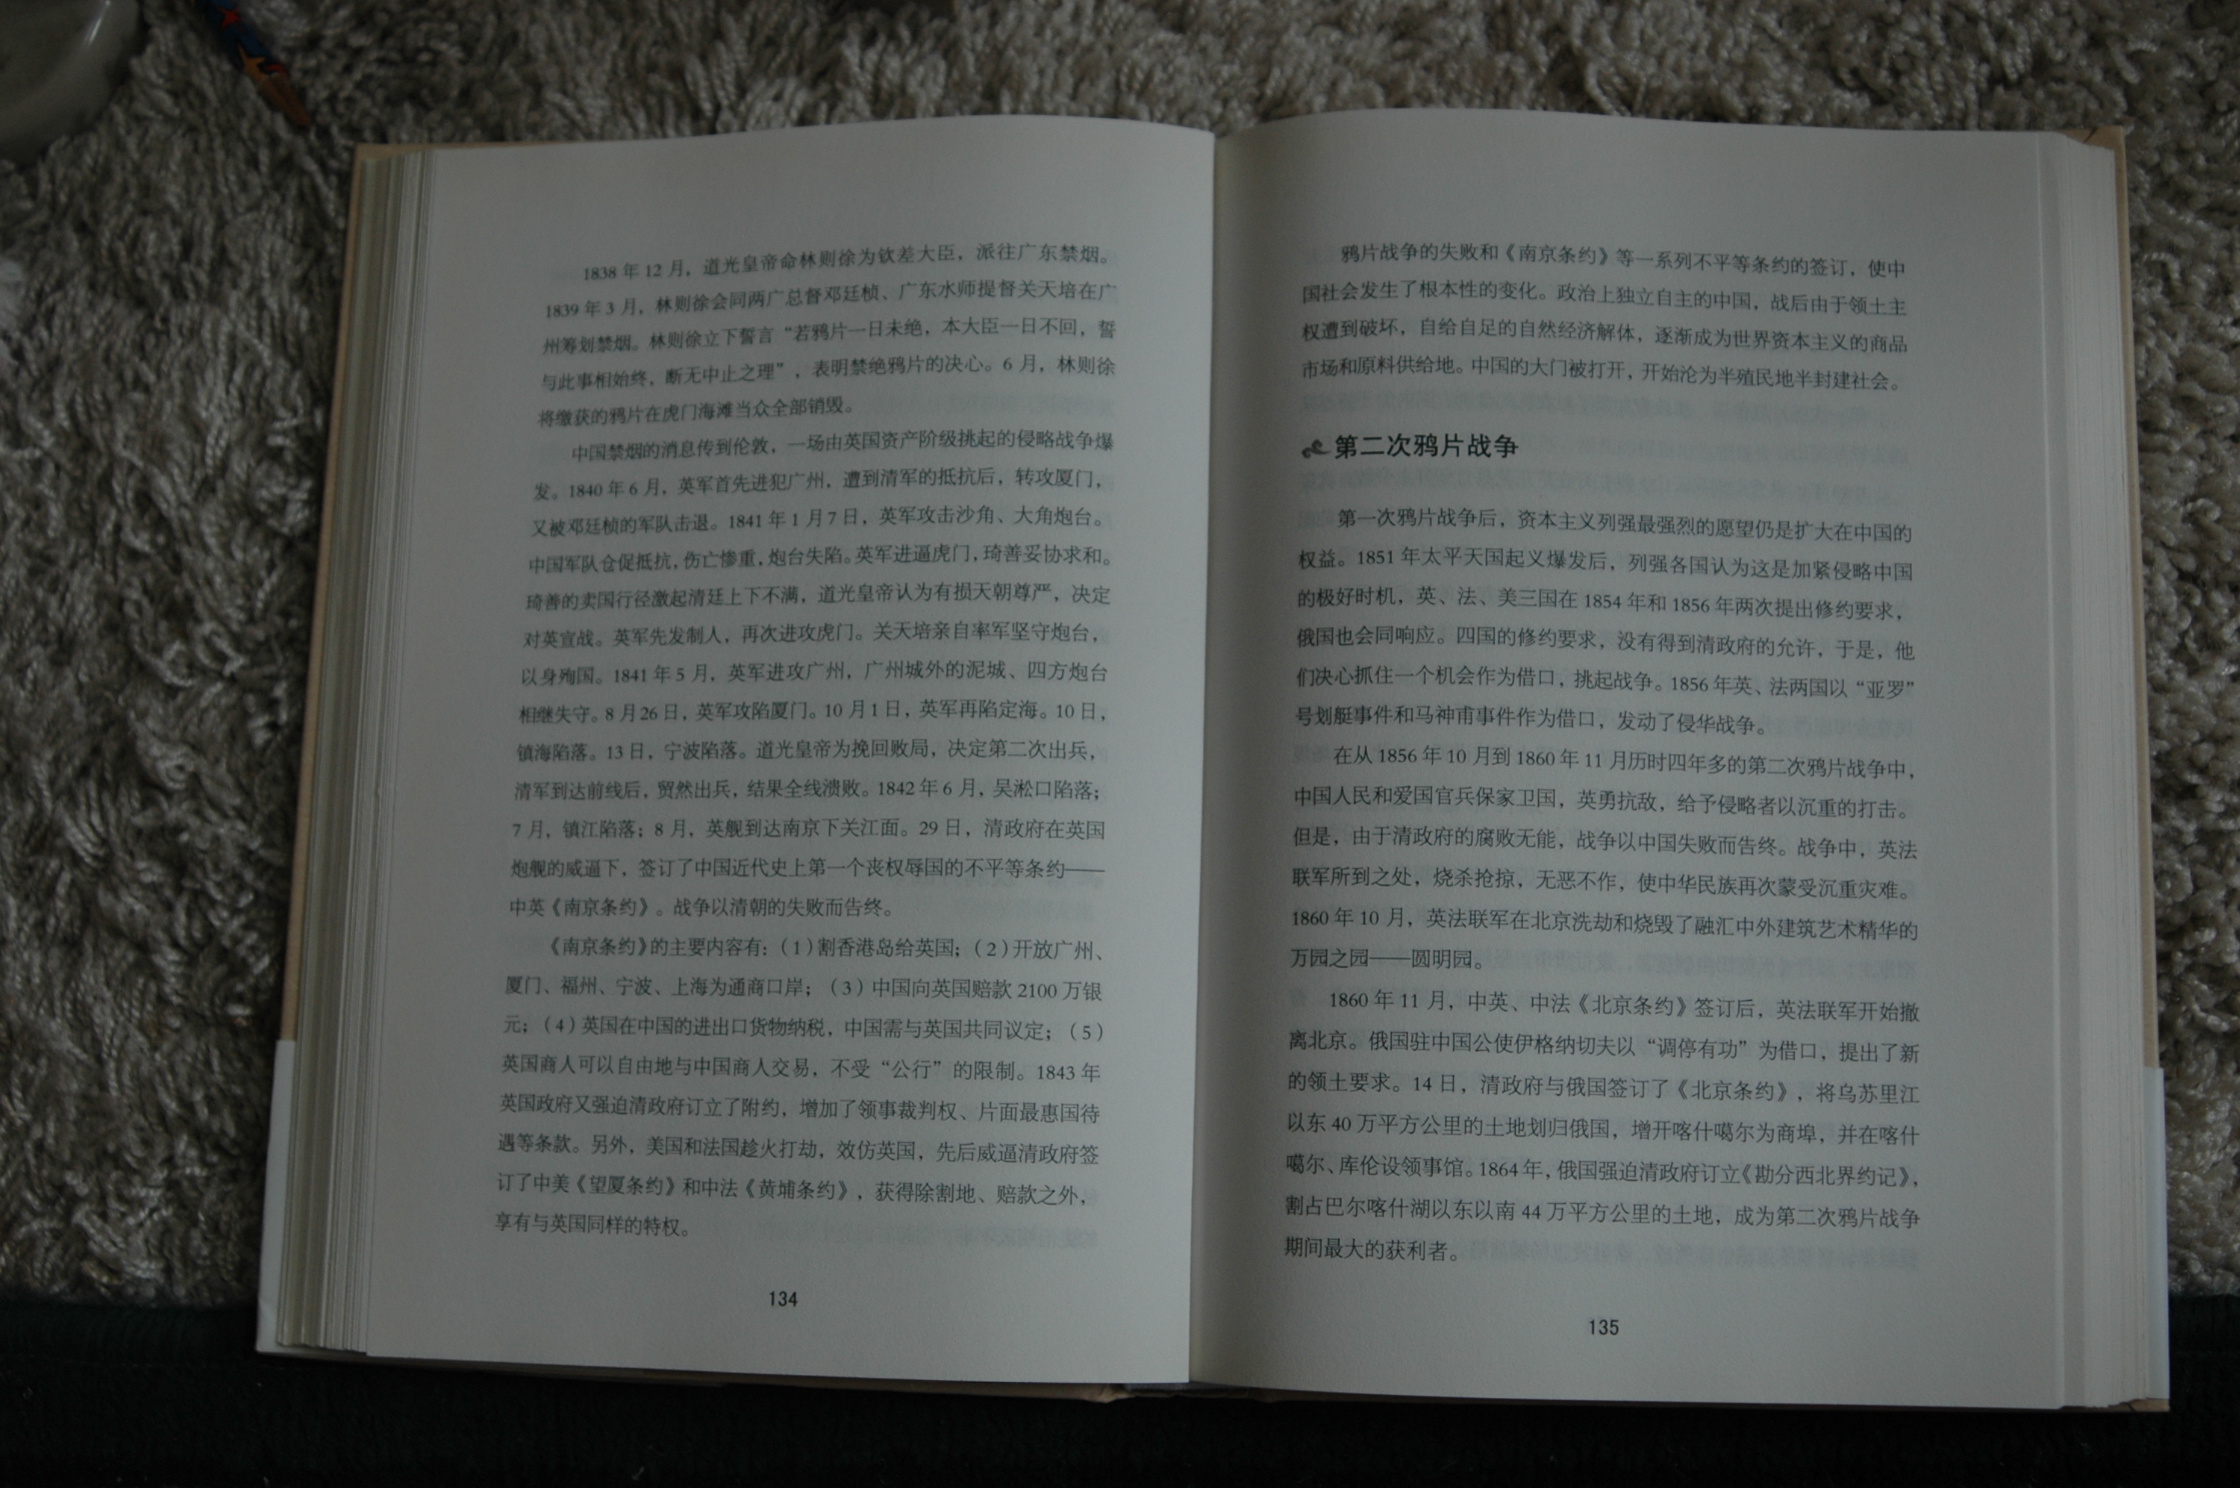 1838 年 12 月，道光皇帝命林则徐为钦差大臣，派往广东禁烟。
1839 年 3 月，林则徐会同两广总督邓廷桢、广东水师提督关天培在广
州筹划禁烟。林则徐立下誓言“若鸦片一日未绝，本大臣一日不回，誓
与此事相始终，断无中止之理”，表明禁绝鸦片的决心。6 月，林则徐
将缴获的鸦片在虎门海滩当众全部销毁。
中国禁烟的消息传到伦敦，一场由英国资产阶级挑起的侵略战争爆
发。1840 年 6 月，英军首先进犯广州，遭到清军的抵抗后，转攻厦门，
又被邓廷桢的军队击退。1841 年 1 月 7 日，英军攻击沙角、大角炮台。
中国军队仓促抵抗，伤亡惨重，炮台失陷。英军进逼虎门，琦善妥协求和。
琦善的卖国行径激起清廷上下不满，道光皇帝认为有损天朝尊严，决定
对英宣战。英军先发制人，再次进攻虎门。关天培亲自率军坚守炮台，
以身殉国。1841 年 5 月，英军进攻广州，广州城外的泥城、四方炮台
相继失守。8 月 26 日，英军攻陷厦门。10 月 1 日，英军再陷定海。10 日，
镇海陷落。13 日，宁波陷落。道光皇帝为挽回败局，决定第二次出兵，
清军到达前线后，贸然出兵，结果全线溃败。1842 年 6 月，吴淞口陷落；
7 月，镇江陷落；8 月，英舰到达南京下关江面。29 日，清政府在英国
炮舰的威逼下，签订了中国近代史上第一个丧权辱国的不平等条约——
中英《南京条约》。战争以清朝的失败而告终。
《南京条约》的主要内容有：（1）割香港岛给英国；（2）开放广州、
厦门、福州、宁波、上海为通商口岸；（3）中国向英国赔款 2100 万银
元；（4）英国在中国的进出口货物纳税，中国需与英国共同议定；（5）
英国商人可以自由地与中国商人交易，不受“公行”的限制。1843 年
英国政府又强迫清政府订立了附约，增加了领事裁判权、片面最惠国待
遇等条款。另外，美国和法国趁火打劫，效仿英国，先后威逼清政府签
订了中美《望厦条约》和中法《黄埔条约》，获得除割地、赔款之外，
享有与英国同样的特权。
134
鸦片战争的失败和《南京条约》等一系列不平等条约的签订，使中
国社会发生了根本性的变化。政治上独立自主的中国，战后由于领土主
权遭到破坏，自给自足的自然经济解体，逐渐成为世界资本主义的商品
市场和原料供给地。中国的大门被打开，开始沦为半殖民地半封建社会。
第二次鸦片战争
第一次鸦片战争后，资本主义列强最强烈的愿望仍是扩大在中国的
权益。1851 年太平天国起义爆发后，列强各国认为这是加紧侵略中国
的极好时机，英、法、美三国在 1854 年和 1856 年两次提出修约要求，
俄国也会同响应。四国的修约要求，没有得到清政府的允许，于是，他
们决心抓住一个机会作为借口，挑起战争。1856 年英、法两国以“亚罗”
号划艇事件和马神甫事件作为借口，发动了侵华战争。
在从 1856 年 10 月到 1860 年 11 月历时四年多的第二次鸦片战争中，
中国人民和爱国官兵保家卫国，英勇抗敌，给予侵略者以沉重的打击。
但是，由于清政府的腐败无能，战争以中国失败而告终。战争中，英法
联军所到之处，烧杀抢掠，无恶不作，使中华民族再次蒙受沉重灾难。
1860 年 10 月，英法联军在北京洗劫和烧毁了融汇中外建筑艺术精华的
万园之园——圆明园。
1860 年 11 月，中英、中法《北京条约》签订后，英法联军开始撤
离北京。俄国驻中国公使伊格纳切夫以“调停有功”为借口，提出了新
的领土要求。14 日，清政府与俄国签订了《北京条约》，将乌苏里江
以东 40 万平方公里的土地划归俄国，增开喀什噶尔为商埠，并在喀什
噶尔、库伦设领事馆。1864 年，俄国强迫清政府订立《勘分西北界约记》，
割占巴尔喀什湖以东以南 44 万平方公里的土地，成为第二次鸦片战争
期间最大的获利者。
135